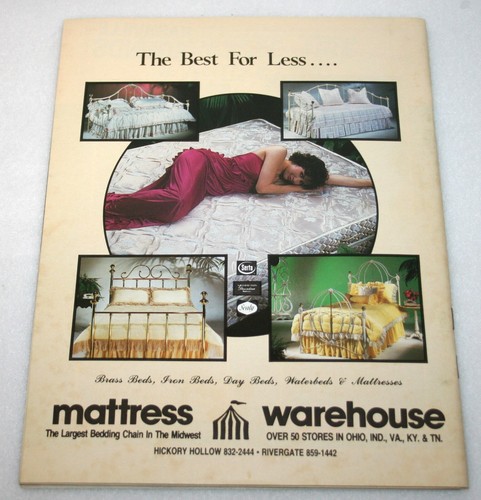 The Best For Less....
Serta
Sealy
Brass Beds, Iron Beds, Day Beds, Waterbeds & Mattresses
mattress warehouse
The Largest Bedding Chain In The Midwest
OVER 50 STORES IN OHIO, IND., VA., KY. & TN.
HICKORY HOLLOW 832-2444 • RIVERGATE 859-1442